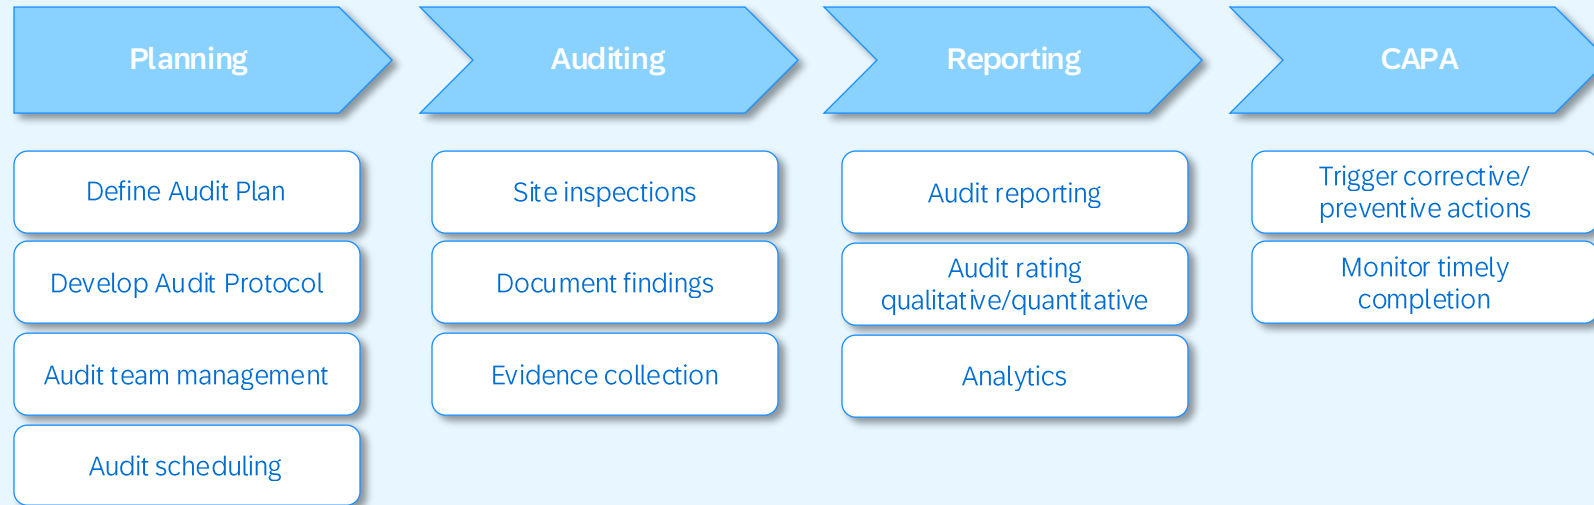 Planning
Define Audit Plan
Develop Audit Protocol
Audit team management
Audit scheduling
Auditing
Site inspections
Document findings
Evidence collection
Reporting
Audit reporting
Audit rating
qualitative/quantitative
Analytics
CAPA
Trigger corrective/
preventive actions
Monitor timely
completion